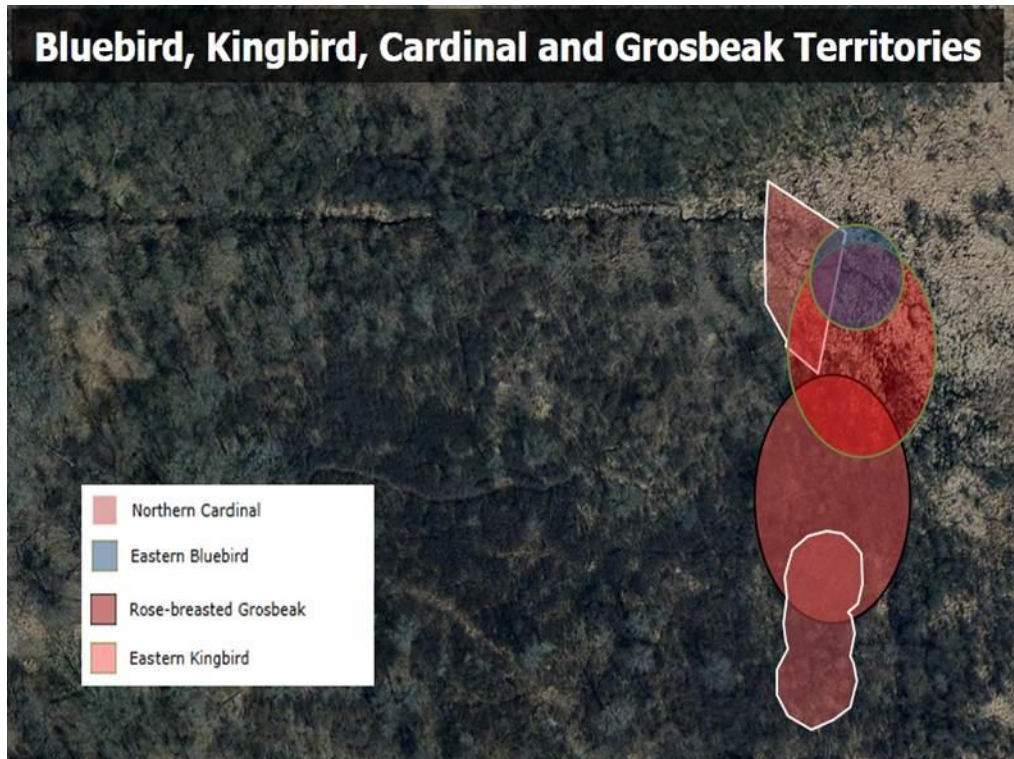 Bluebird, Kingbird, Cardinal and Grosbeak Territories
Northern Cardinal
Eastern Bluebird
Rose-breasted Grosbeak
Eastern Kingbird